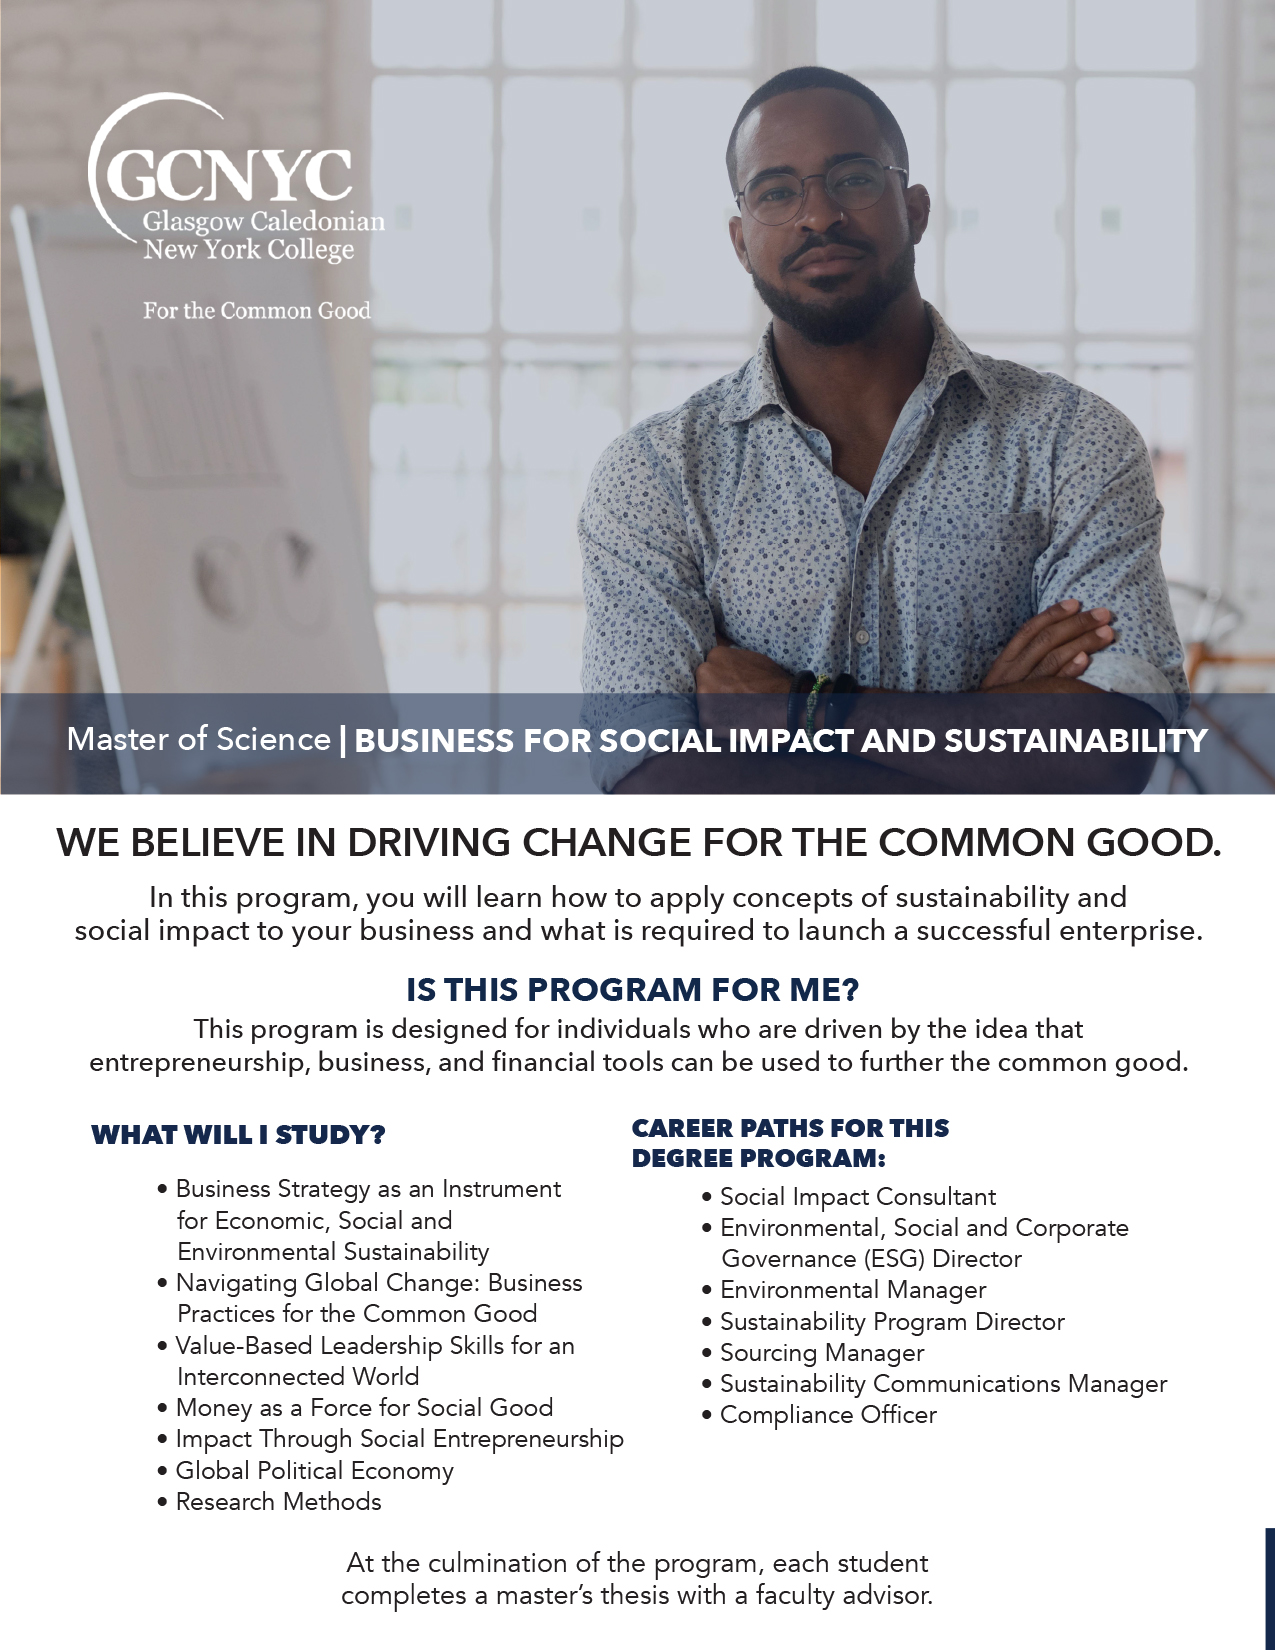 GCNYC
Glasgow Caledonian
New York College
For the Common Good
Master of Science | BUSINESS FOR SOCIAL IMPACT AND SUSTAINABILITY
WE BELIEVE IN DRIVING CHANGE FOR THE COMMON GOOD.
In this program, you will learn how to apply concepts of sustainability and
social impact to your business and what is required to launch a successful enterprise.
IS THIS PROGRAM FOR ME?
This program is designed for individuals who are driven by the idea that
entrepreneurship, business, and financial tools can be used to further the common good.
WHAT WILL I STUDY?
• Business Strategy as an Instrument
for Economic, Social and
Environmental Sustainability
• Navigating Global Change: Business
Practices for the Common Good
• Value-Based Leadership Skills for an
Interconnected World
• Money as a Force for Social Good
• Impact Through Social Entrepreneurship
• Global Political Economy
• Research Methods
CAREER PATHS FOR THIS
DEGREE PROGRAM:
• Social Impact Consultant
• Environmental, Social and Corporate
Governance (ESG) Director
• Environmental Manager
• Sustainability Program Director
• Sourcing Manager
• Sustainability Communications Manager
• Compliance Officer
At the culmination of the program, each student
completes a master’s thesis with a faculty advisor.